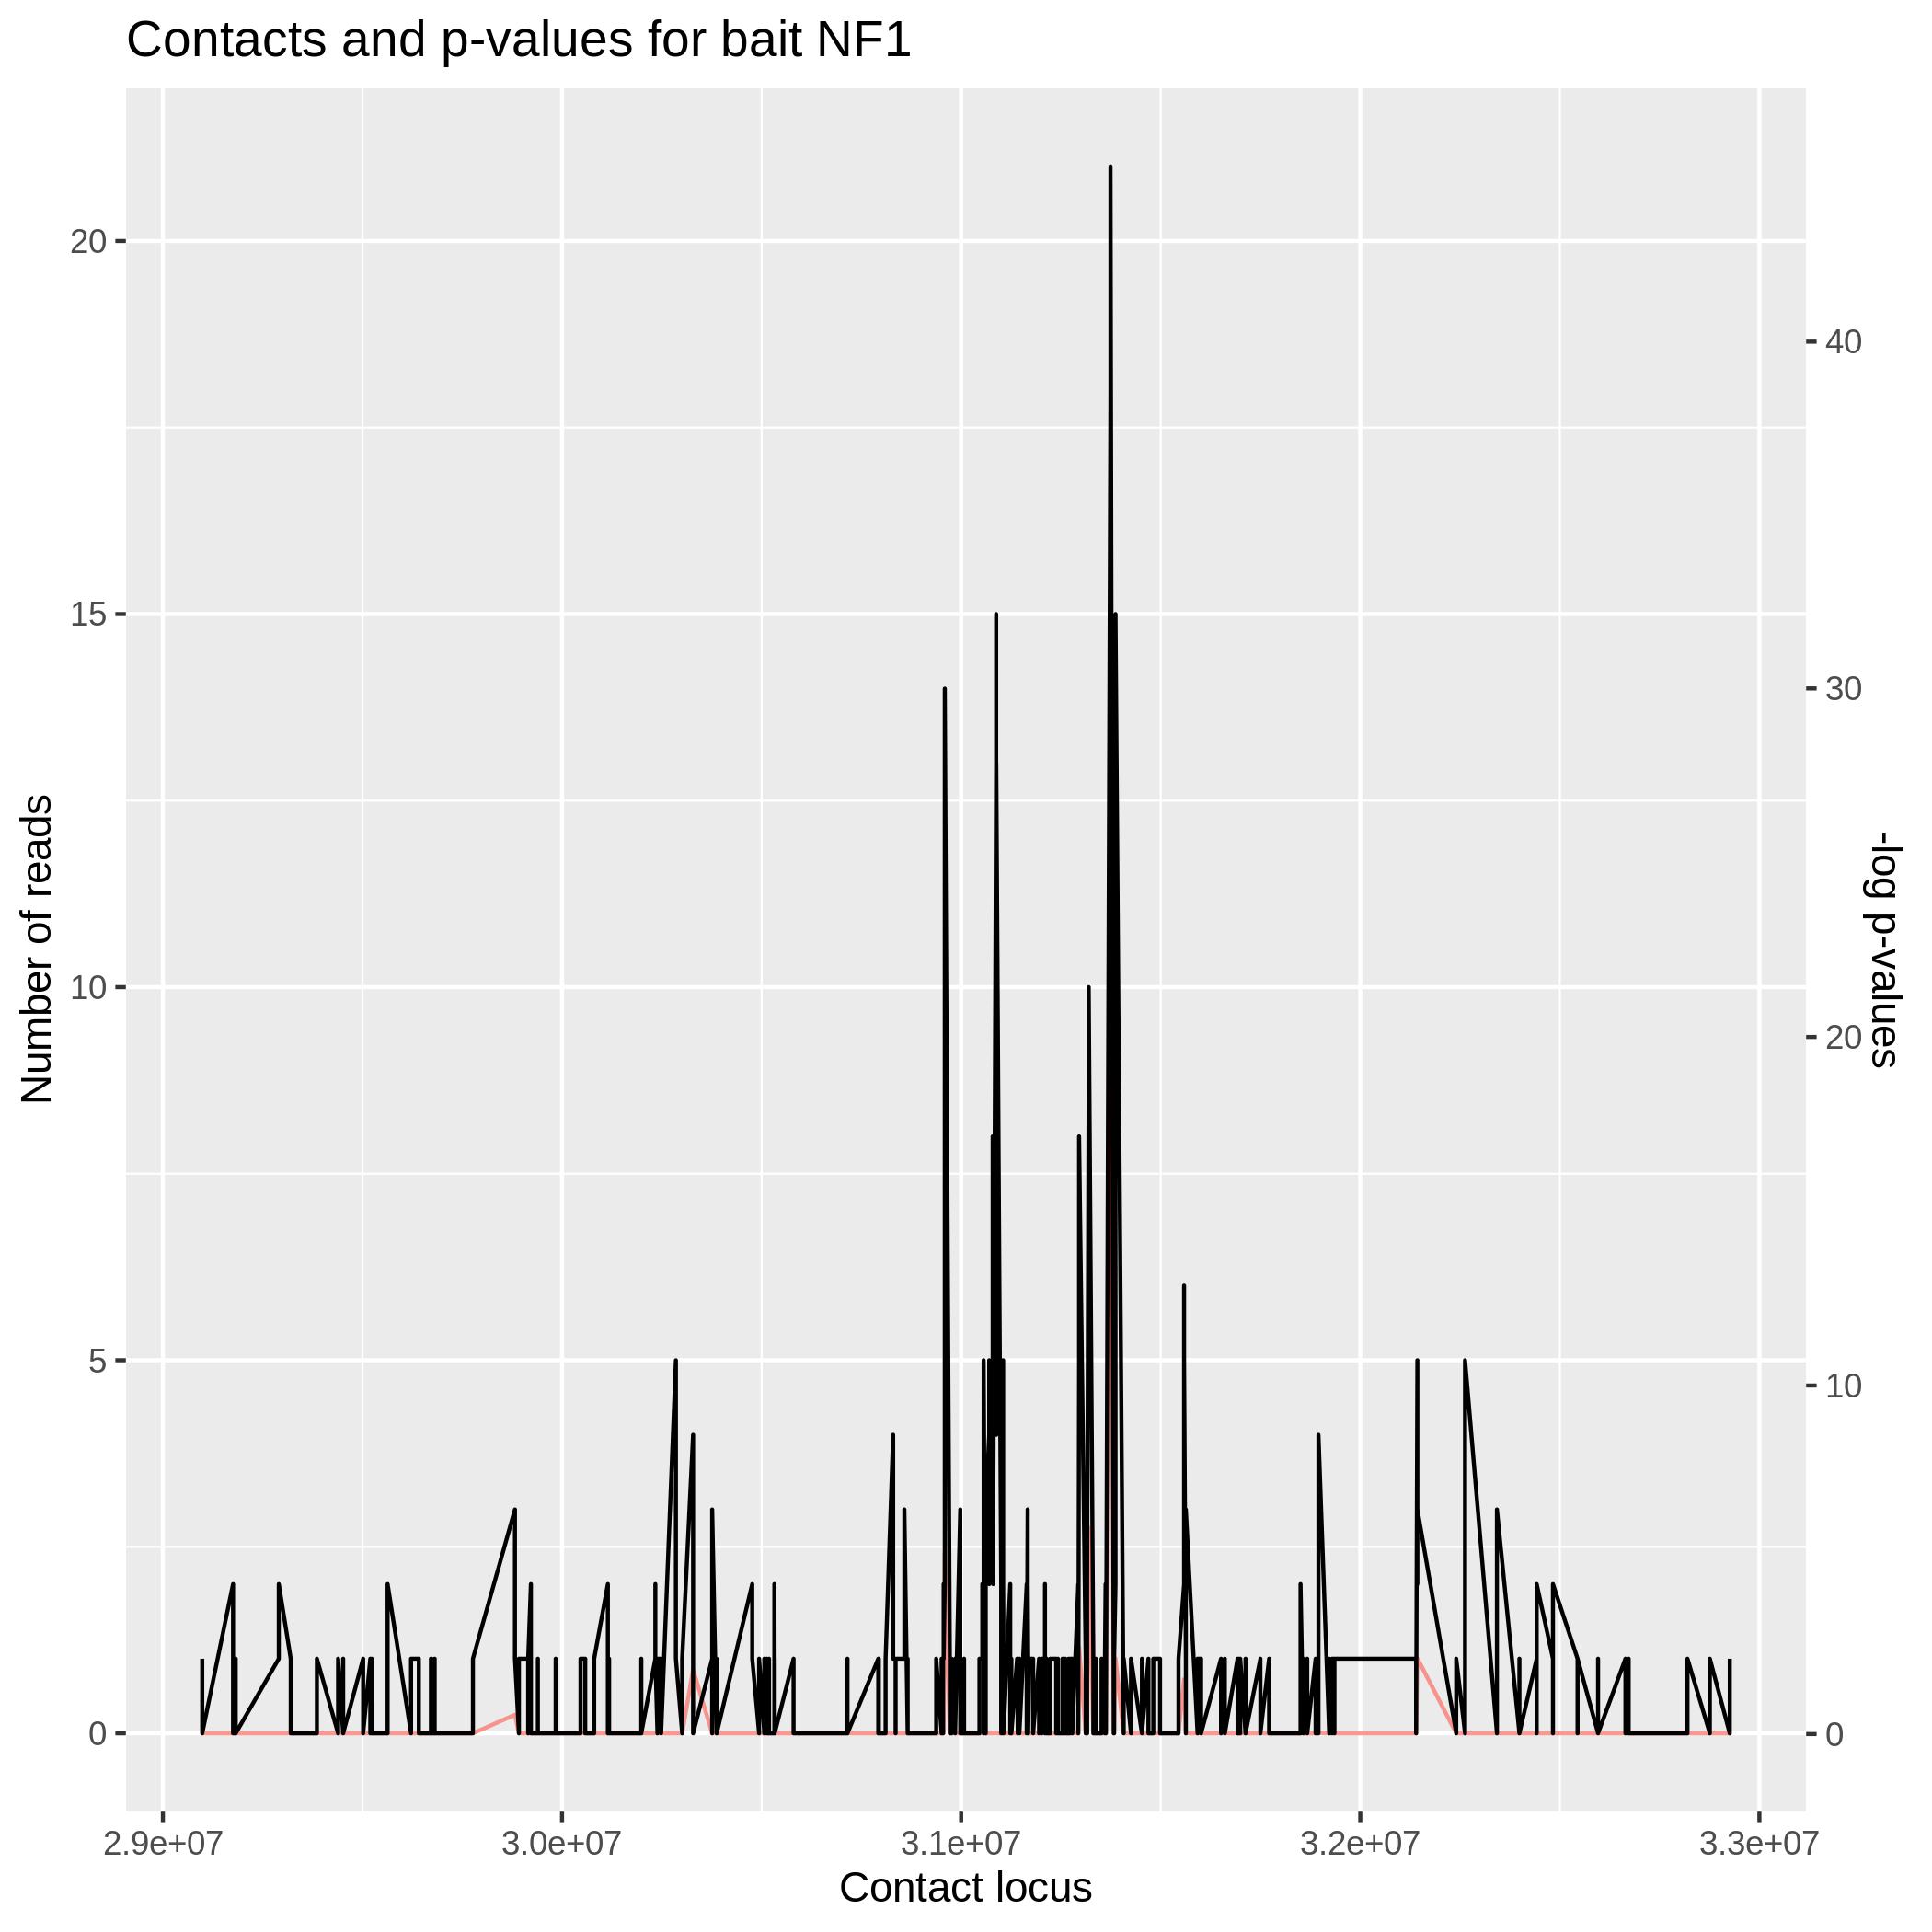 Contacts and p-values for bait NF1
Number of reads
20
15
10
5
0
40
30
20
10
0
-log p-values
2.9e+07
3.0e+07
3.1e+07
3.2e+07
3.3e+07
Contact locus